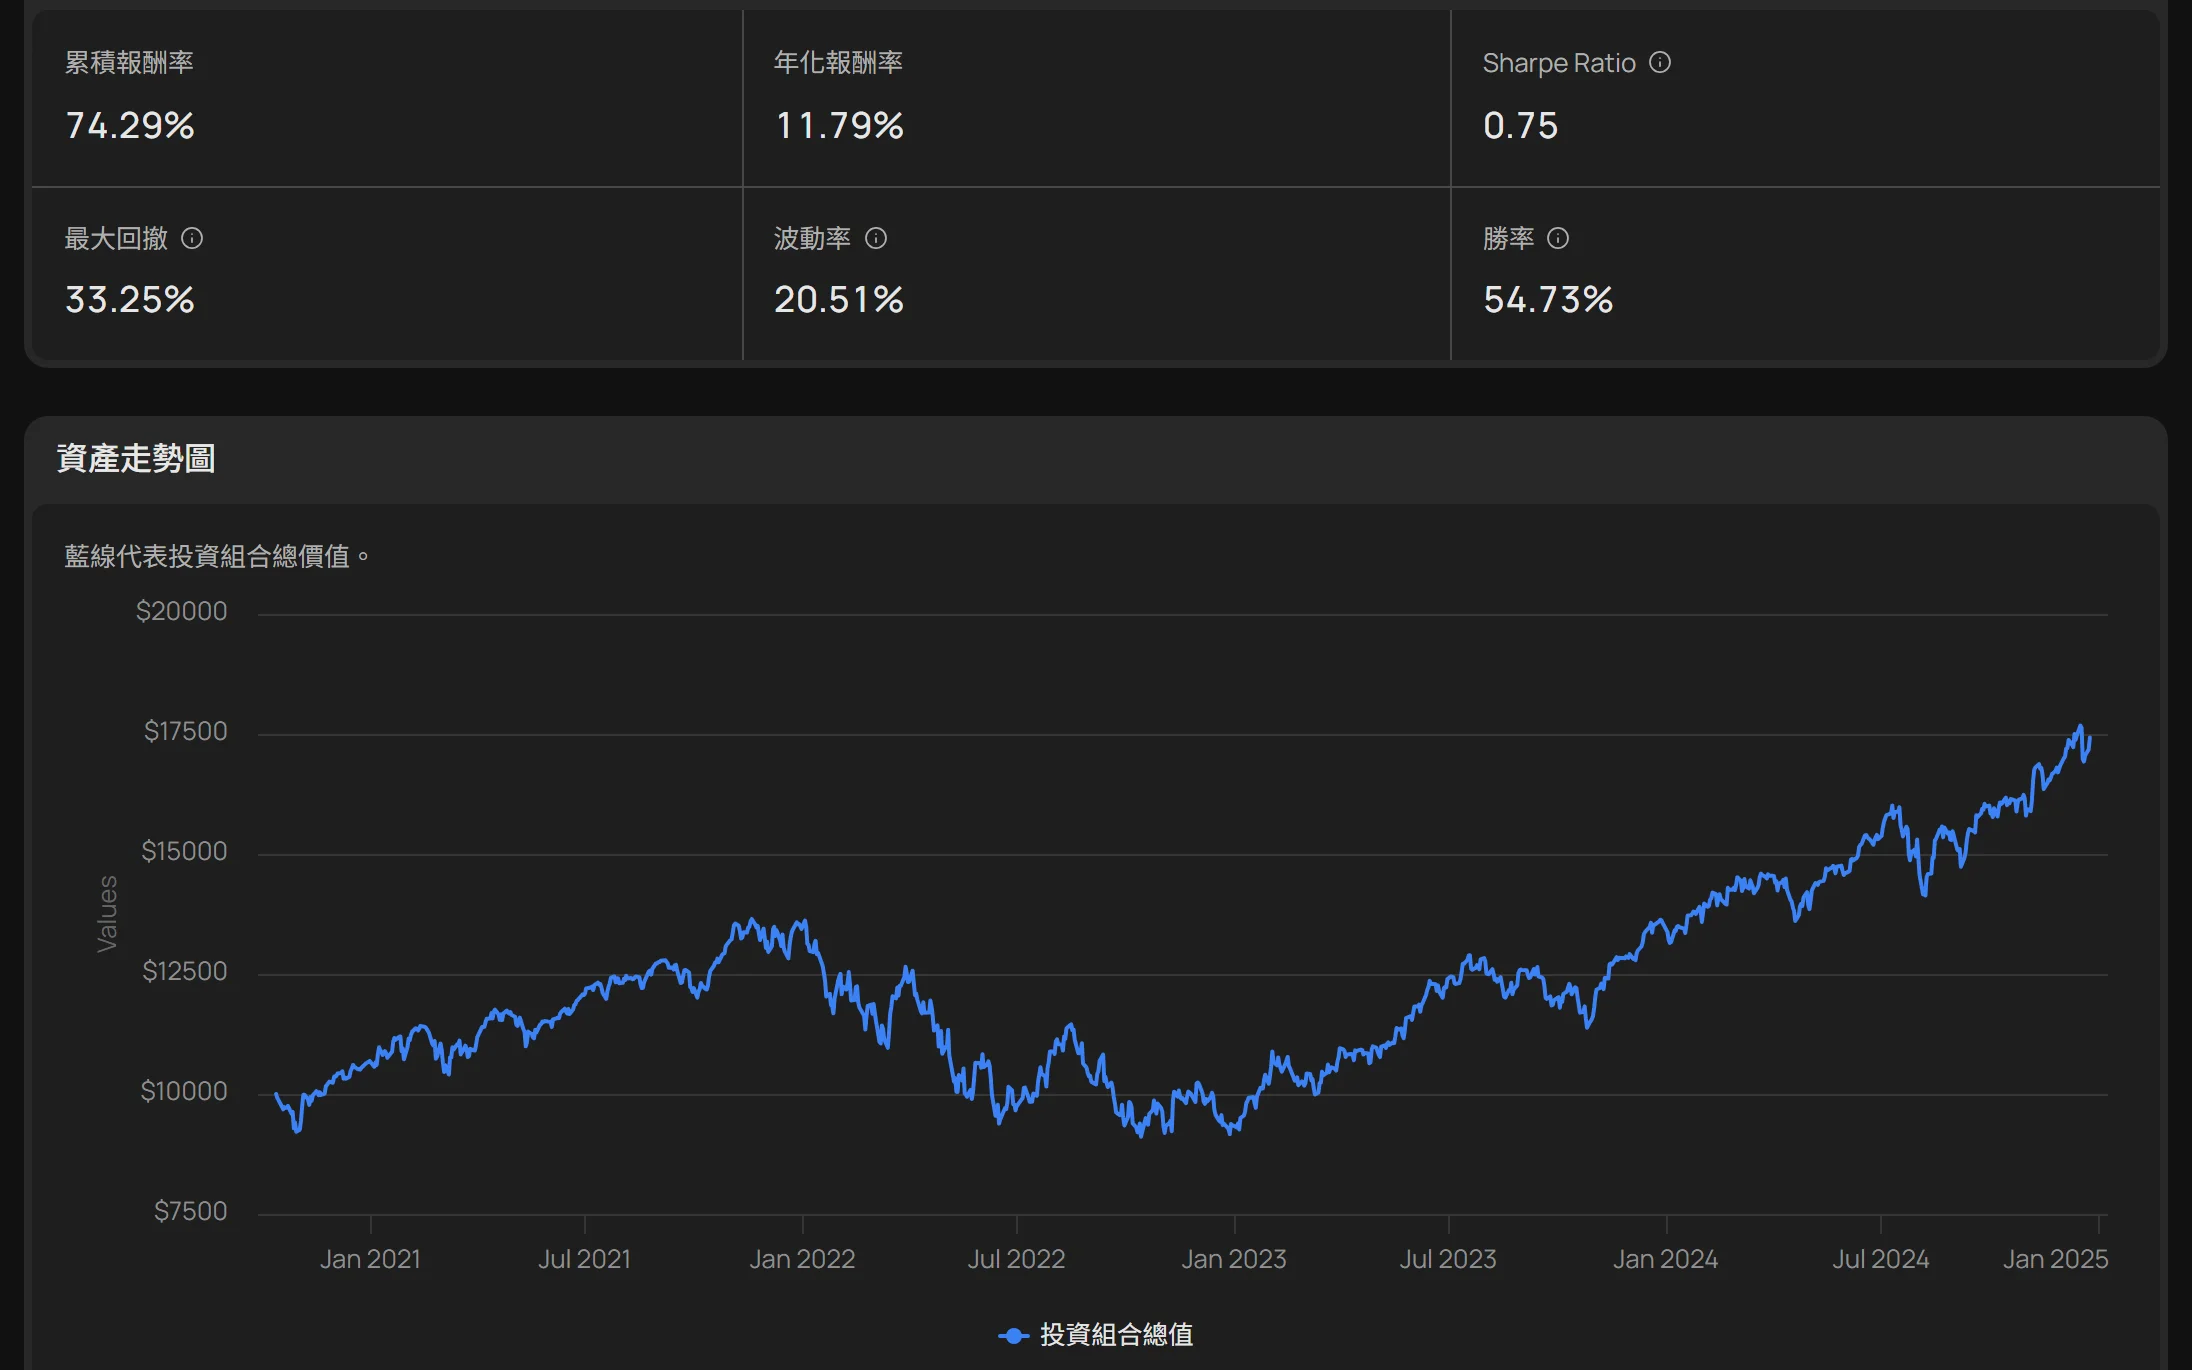 累積報酬率
74.29%
年化報酬率
11.79%
Sharpe Ratio
0.75
最大回撤
33.25%
波動率
20.51%
勝率
54.73%
資產走勢圖
藍線代表投資組合總價值。
$20000
$17500
$15000
$12500
$10000
$7500
Values
Jan 2021
Jul 2021
Jan 2022
Jul 2022
Jan 2023
Jul 2023
Jan 2024
Jul 2024
Jan 2025
投資組合總值